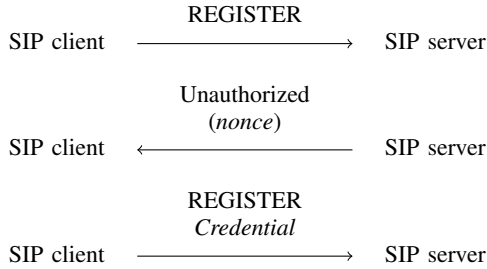 REGISTER
SIP client SIP server
Unauthorized
(nonce)
SIP client SIP server
REGISTER
Credential
SIP client SIP server